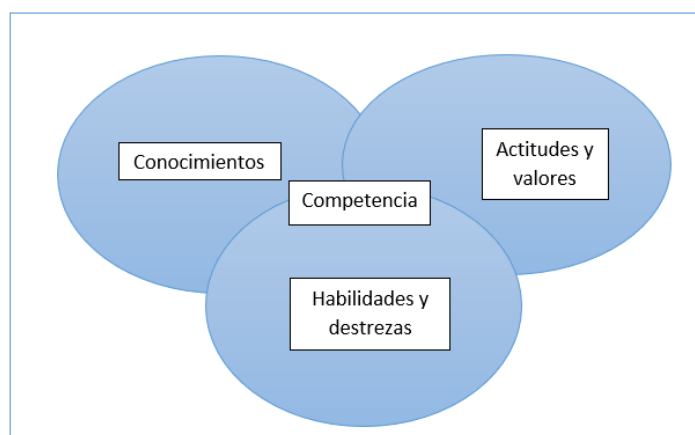 Conocimientos
Actitudes y
valores
Competencia
Habilidades y
destrezas